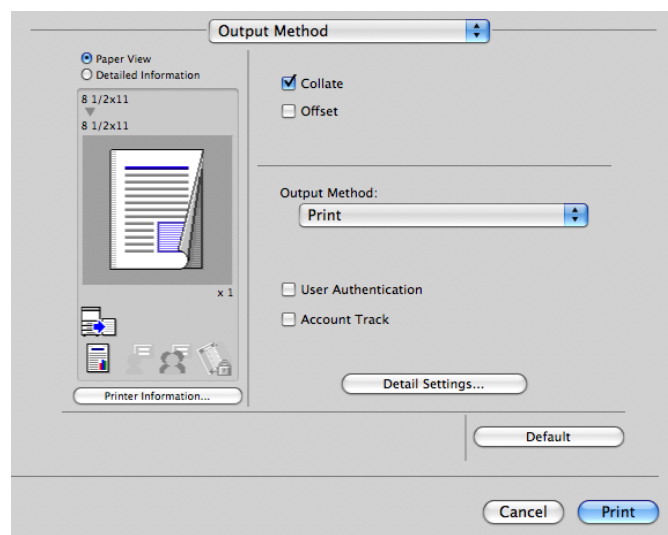 Output Method
Paper View
Detailed Information
8 1/2x11
8 1/2x11
x 1
Printer Information...
Collate
Offset
Output Method:
Print
User Authentication
Account Track
Detail Settings...
Default
Cancel
Print